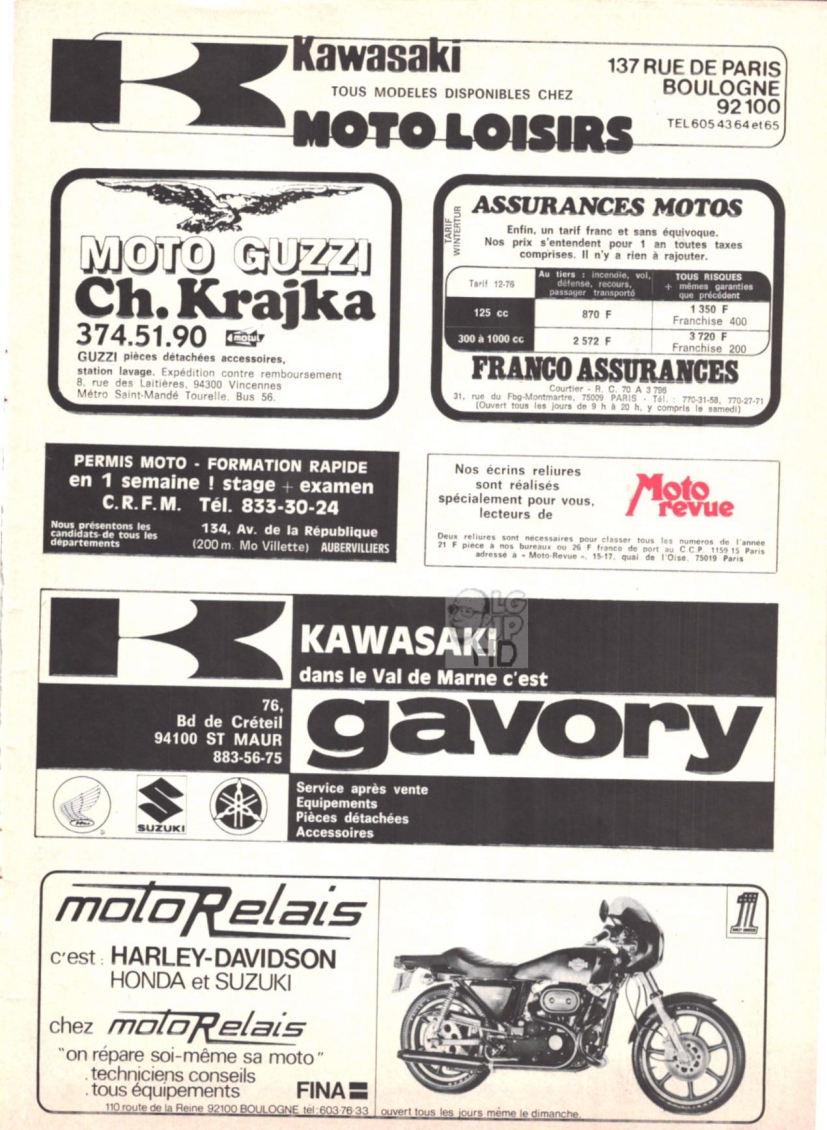 Kawasaki
TOUS MODELES DISPONIBLES CHEZ
MOTO LOISIRS
137 RUE DE PARIS
BOULOGNE
92100
TEL 605 43 64 et 65
MOTO GUZZI
Ch. Krajka
374.51.90 motul
GUZZI pièces détachées accessoires,
station lavage. Expédition contre remboursement
8, rue des Laitières, 94300 Vincennes
Métro Saint-Mandé Tourelle. Bus 56.
TARIF
WINTERTUR
ASSURANCES MOTOS
Enfin, un tarif franc et sans équivoque.
Nos prix s'entendent pour 1 an toutes taxes
comprises. Il n'y a rien à rajouter.
Tarif 12-76
Au tiers : incendie, vol,
défense, recours,
passager transporté
TOUS RISQUES
+ mêmes garanties
que précédent
125 cc
870 F
1 350 F
Franchise 400
300 à 1000 cc
2 572 F
3 720 F
Franchise 200
FRANCO ASSURANCES
Courtier - R. C. 70 A 3 796
31, rue du Fbg-Montmartre, 75009 PARIS - Tél. : 770-31-58, 770-27-71
(Ouvert tous les jours de 9 h à 20 h, y compris le samedi)
PERMIS MOTO - FORMATION RAPIDE
en 1 semaine ! stage + examen
C.R.F.M. Tél. 833-30-24
Nous présentons les
candidats de tous les
départements
134, Av. de la République
(200 m. Mo Villette) AUBERVILLIERS
Nos écrins reliures
sont réalisés
spécialement pour vous,
lecteurs de
Moto
revue
Deux reliures sont nécessaires pour classer tous les numéros de l'année
21 F pièce à nos bureaux ou 26 F franco de port au C.C.P. 1159 15 Paris
adressé à « Moto-Revue », 15-17, quai de l'Oise, 75019 Paris
LG
IP
HD
KAWASAKi
dans le Val de Marne c'est
gavory
76,
Bd de Créteil
94100 ST MAUR
883-56-75
SUZUKI
Service après vente
Equipements
Pièces détachées
Accessoires
motoRelais
c'est : HARLEY-DAVIDSON
HONDA et SUZUKI
chez motoRelais
"on répare soi-même sa moto"
. techniciens conseils
. tous équipements
FINA
110 route de la Reine 92100 BOULOGNE tél : 603·76·33
ouvert tous les jours même le dimanche.
1